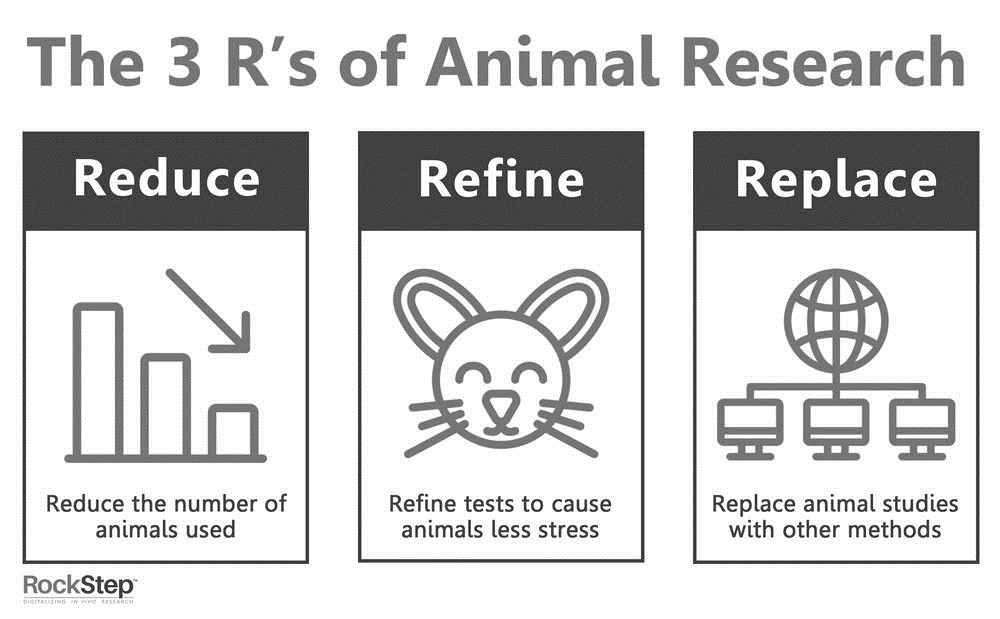 The 3 R’s of Animal Research
Reduce
Reduce the number of
animals used
Refine
Refine tests to cause
animals less stress
Replace
Replace animal studies
with other methods
RockStep™
DIGITALIZING IN VIVO RESEARCH